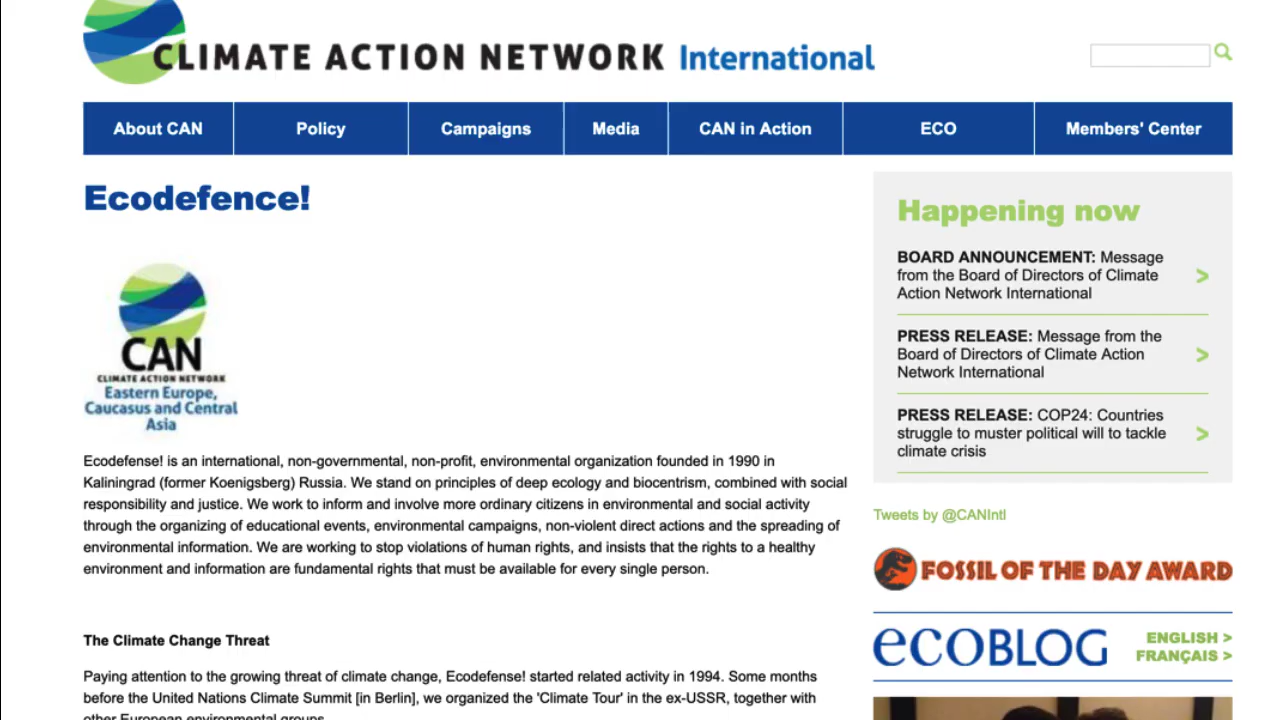 CLIMATE ACTION NETWORK International
About CAN
Policy
Campaigns
Media
CAN in Action
ECO
Members' Center
Ecodefence!
CAN
CLIMATE ACTION NETWORK
Eastern Europe,
Caucasus and Central
Asia
Ecodefense! is an international, non-governmental, non-profit, environmental organization founded in 1990 in
Kaliningrad (former Koenigsberg) Russia. We stand on principles of deep ecology and biocentrism, combined with social
responsibility and justice. We work to inform and involve more ordinary citizens in environmental and social activity
through the organizing of educational events, environmental campaigns, non-violent direct actions and the spreading of
environmental information. We are working to stop violations of human rights, and insists that the rights to a healthy
environment and information are fundamental rights that must be available for every single person.
The Climate Change Threat
Paying attention to the growing threat of climate change, Ecodefense! started related activity in 1994. Some months
before the United Nations Climate Summit [in Berlin], we organized the 'Climate Tour' in the ex-USSR, together with
other European environmental groups.
Happening now
BOARD ANNOUNCEMENT: Message
from the Board of Directors of Climate
Action Network International
>
PRESS RELEASE: Message from the
Board of Directors of Climate Action
Network International
>
PRESS RELEASE: COP24: Countries
struggle to muster political will to tackle
climate crisis
>
Tweets by @CANIntl
FOSSIL OF THE DAY AWARD
ecoBLOG
ENGLISH >
FRANÇAIS >